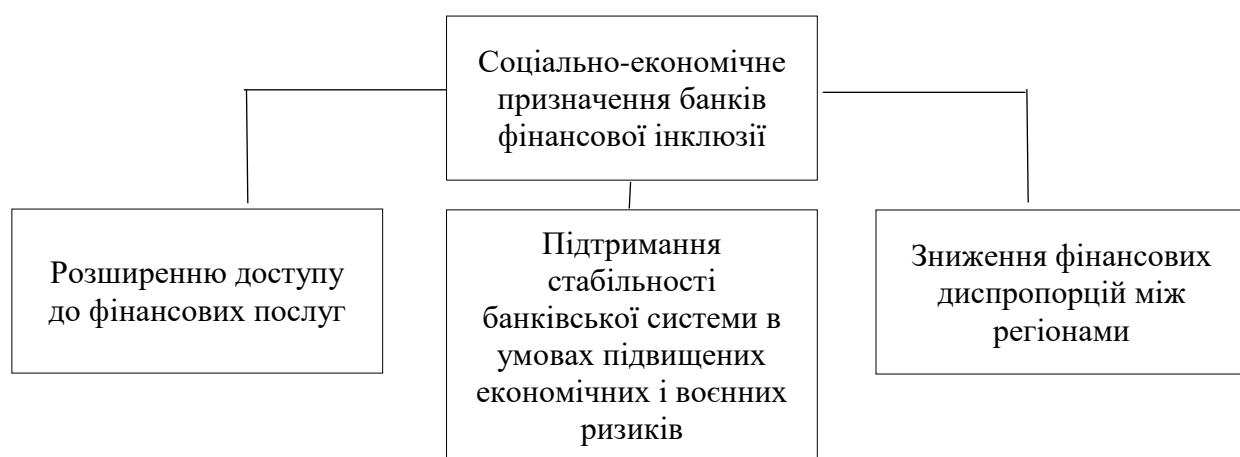 Соціально-економічне
призначення банків
фінансової інклюзії
Розширенню доступу
до фінансових послуг
Підтримання
стабільності
банківської системи в
умовах підвищених
економічних і воєнних
ризиків
Зниження фінансових
диспропорцій між
регіонами